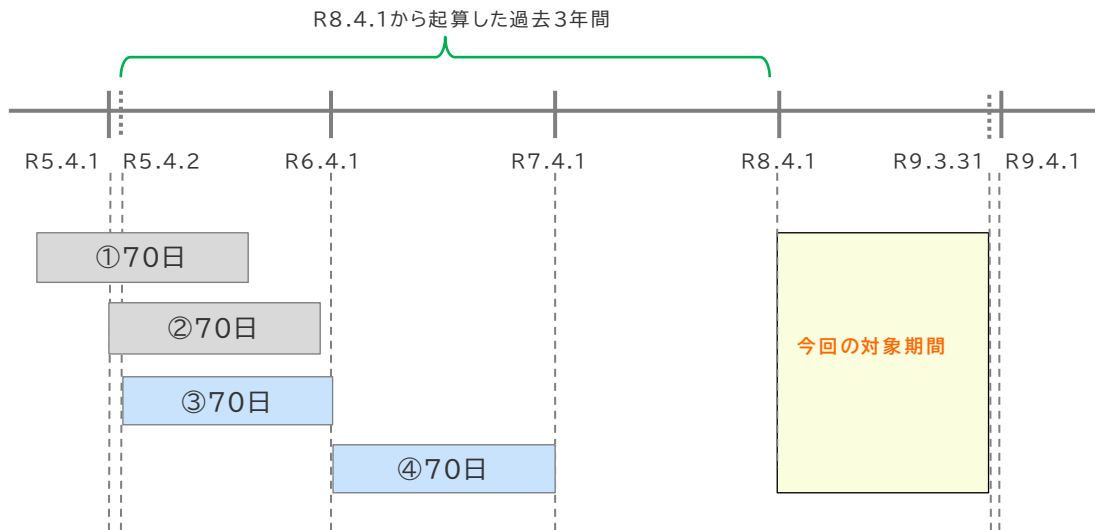 R8.4.1から起算した過去3年間
R5.4.1 R5.4.2 R6.4.1 R7.4.1 R8.4.1 R9.3.31 R9.4.1
①70日
②70日
今回の対象期間
③70日
④70日